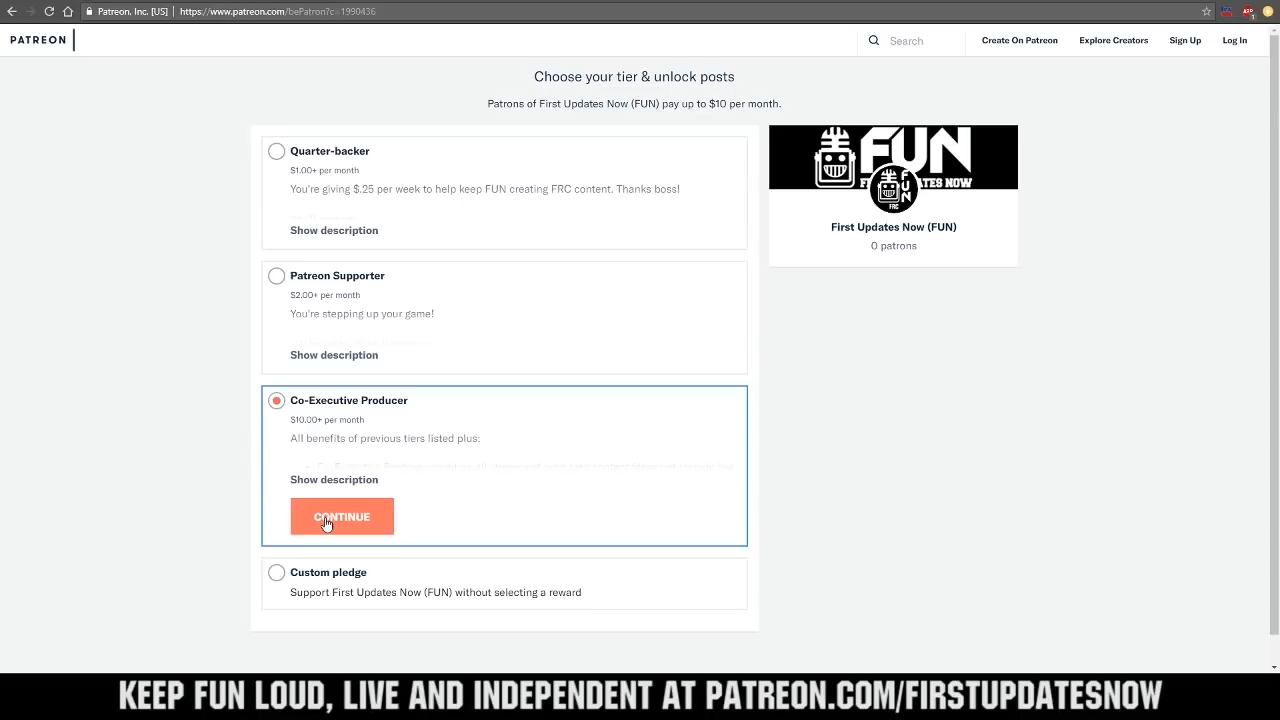 Patreon, Inc. [US] | https://www.patreon.com/bePatron?c=1990436
PATREON
Search
Create On Patreon
Explore Creators
Sign Up
Log In
Choose your tier & unlock posts
Patrons of First Updates Now (FUN) pay up to $10 per month.
Quarter-backer
$1.00+ per month
You're giving $.25 per week to help keep FUN creating FRC content. Thanks boss!
Show description
Patreon Supporter
$2.00+ per month
You're stepping up your game!
Show description
Co-Executive Producer
$10.00+ per month
All benefits of previous tiers listed plus:
Show description
CONTINUE
Custom pledge
Support First Updates Now (FUN) without selecting a reward
FUN
FUN
FRC
First Updates Now (FUN)
0 patrons
KEEP FUN LOUD, LIVE AND INDEPENDENT AT PATREON.COM/FIRSTUPDATESNOW